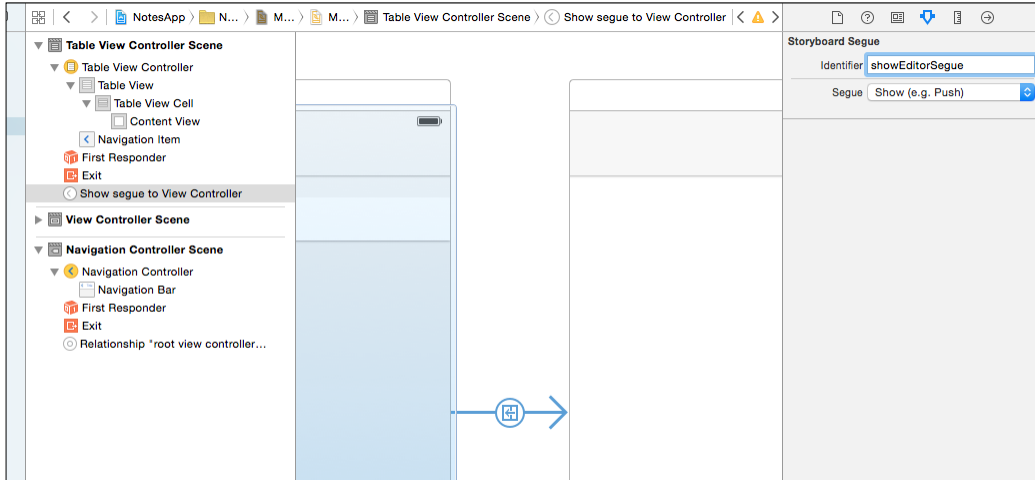 NotesApp N... M... M... Table View Controller Scene Show segue to View Controller
Table View Controller Scene
Table View Controller
Table View
Table View Cell
Content View
Navigation Item
First Responder
Exit
Show segue to View Controller
View Controller Scene
Navigation Controller Scene
Navigation Controller
Navigation Bar
First Responder
Exit
Relationship "root view controller...
Storyboard Segue
Identifier showEditorSegue
Segue Show (e.g. Push)